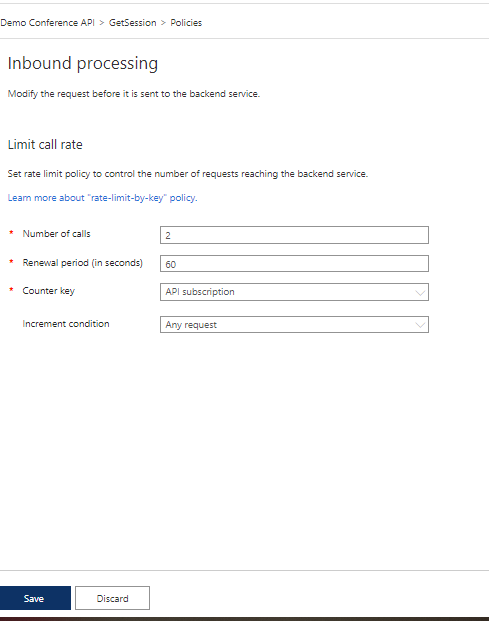 Demo Conference API > GetSession > Policies
Inbound processing
Modify the request before it is sent to the backend service.
Limit call rate
Set rate limit policy to control the number of requests reaching the backend service.
Learn more about "rate-limit-by-key" policy.
* Number of calls 2
* Renewal period (in seconds) 60
* Counter key API subscription
Increment condition Any request
Save Discard